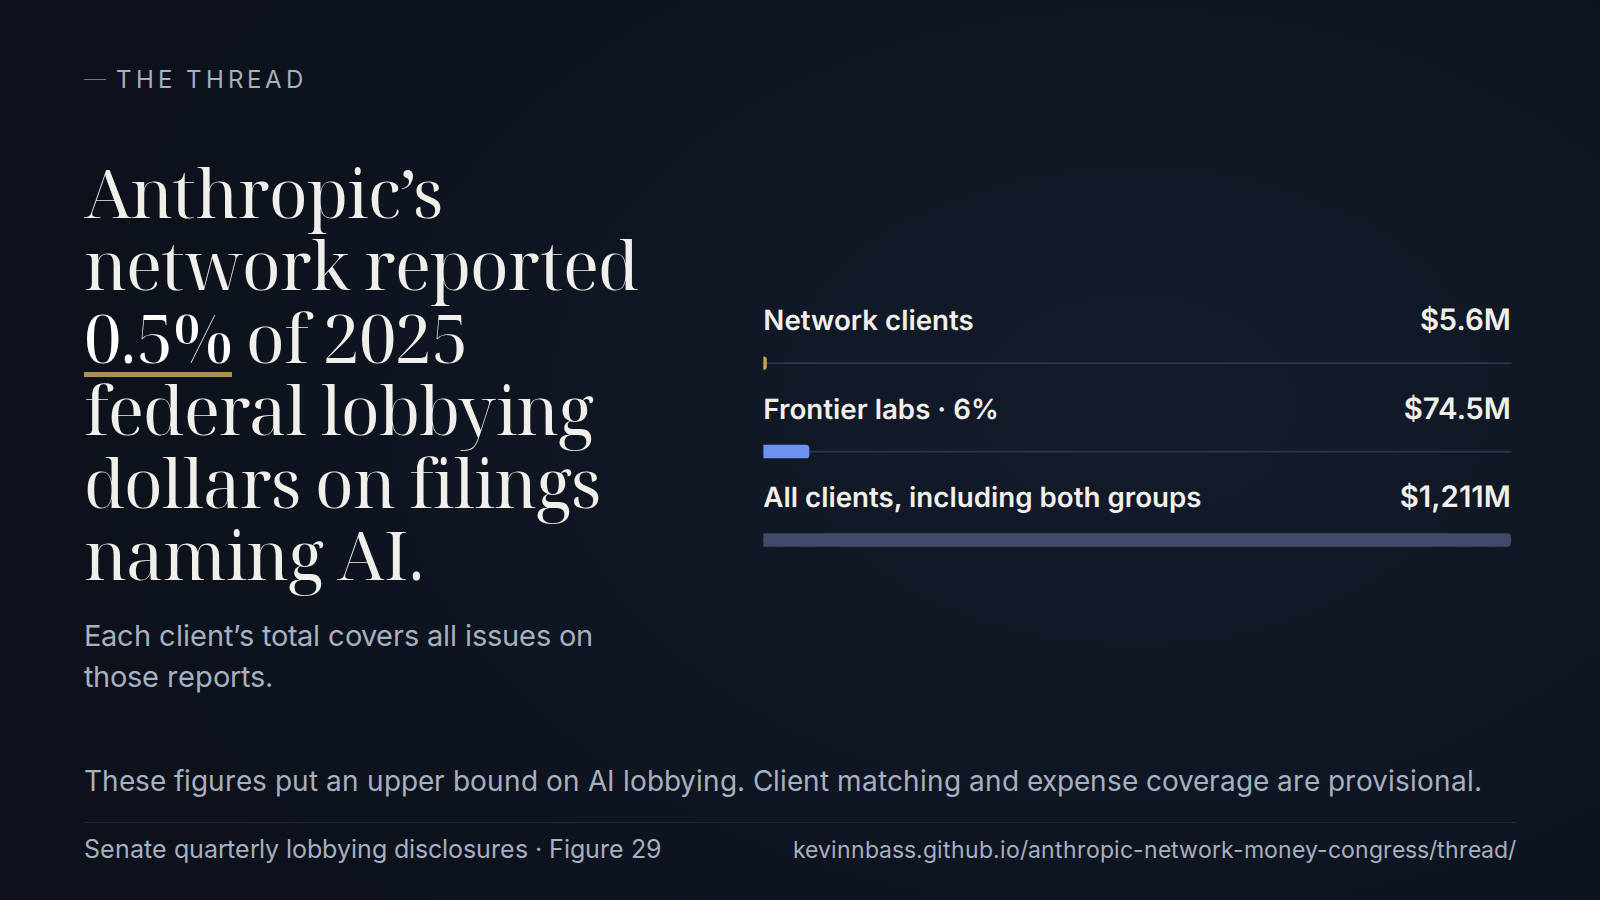 — THE THREAD
Anthropic’s
network reported
0.5% of 2025
federal lobbying
dollars on filings
naming AI.
Each client’s total covers all issues on
those reports.
Network clients $5.6M
Frontier labs · 6% $74.5M
All clients, including both groups $1,211M
These figures put an upper bound on AI lobbying. Client matching and expense coverage are provisional.
Senate quarterly lobbying disclosures · Figure 29
kevinnbass.github.io/anthropic-network-money-congress/thread/